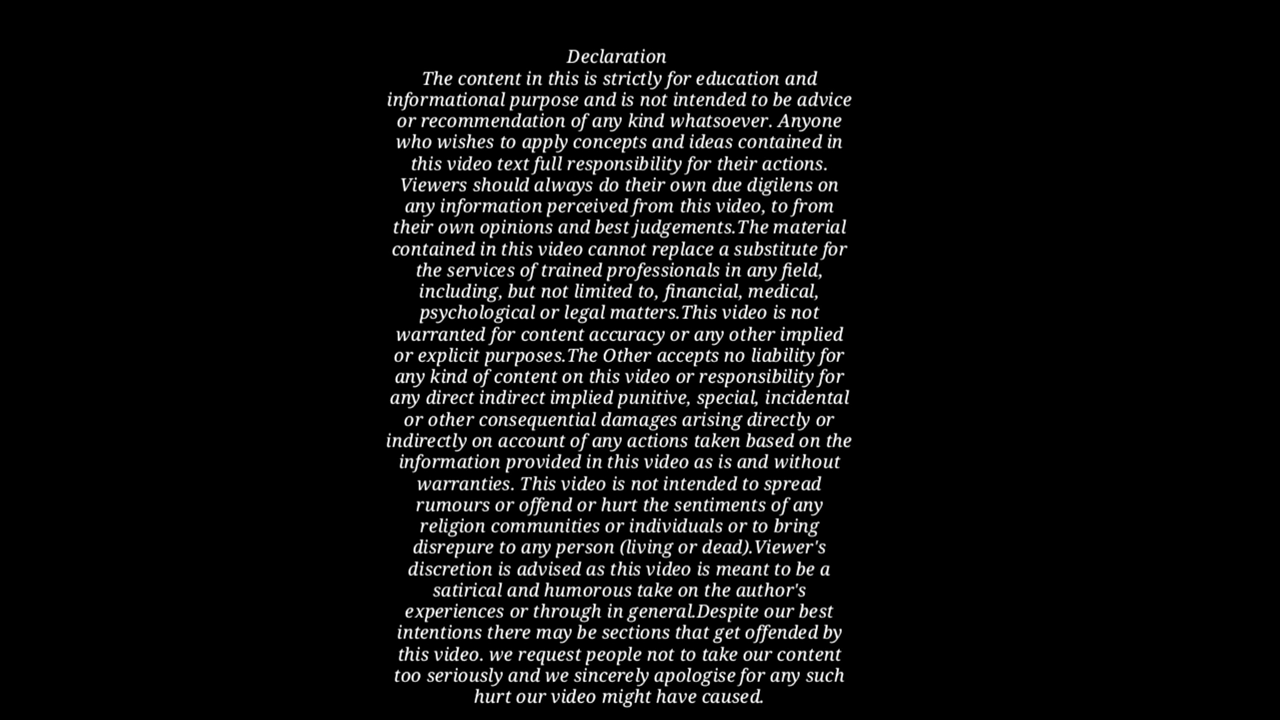 Declaration
The content in this is strictly for education and
informational purpose and is not intended to be advice
or recommendation of any kind whatsoever. Anyone
who wishes to apply concepts and ideas contained in
this video text full responsibility for their actions.
Viewers should always do their own due digilens on
any information perceived from this video, to from
their own opinions and best judgements.The material
contained in this video cannot replace a substitute for
the services of trained professionals in any field,
including, but not limited to, financial, medical,
psychological or legal matters.This video is not
warranted for content accuracy or any other implied
or explicit purposes.The Other accepts no liability for
any kind of content on this video or responsibility for
any direct indirect implied punitive, special, incidental
or other consequential damages arising directly or
indirectly on account of any actions taken based on the
information provided in this video as is and without
warranties. This video is not intended to spread
rumours or offend or hurt the sentiments of any
religion communities or individuals or to bring
disrepure to any person (living or dead).Viewer's
discretion is advised as this video is meant to be a
satirical and humorous take on the author's
experiences or through in general.Despite our best
intentions there may be sections that get offended by
this video. we request people not to take our content
too seriously and we sincerely apologise for any such
hurt our video might have caused.